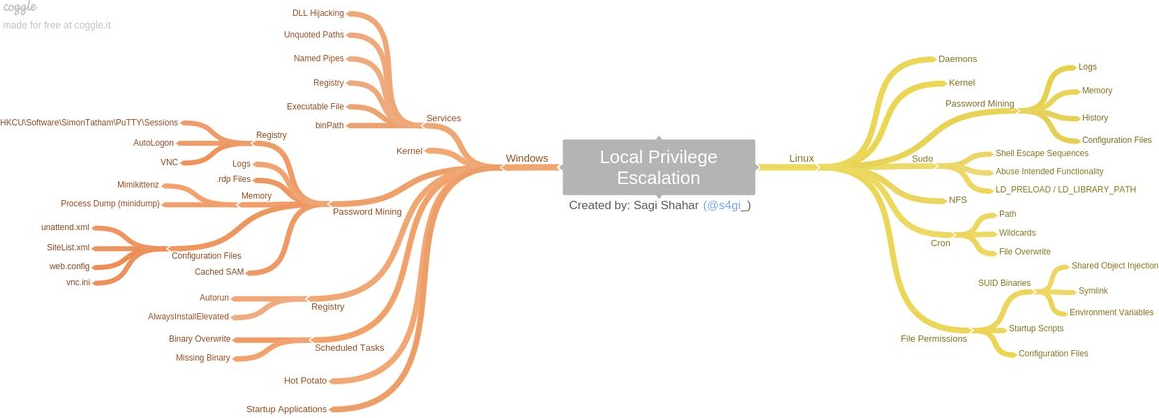 coggle
made for free at coggle.it
Local Privilege
Escalation
Created by: Sagi Shahar (@s4gi_)
Windows
Services
DLL Hijacking
Unquoted Paths
Named Pipes
Registry
Executable File
binPath
Kernel
Password Mining
Registry
HKCU\Software\SimonTatham\PuTTY\Sessions
AutoLogon
VNC
Logs
.rdp Files
Memory
Mimikittenz
Process Dump (minidump)
Configuration Files
unattend.xml
SiteList.xml
web.config
vnc.ini
Cached SAM
Registry
Autorun
AlwaysInstallElevated
Scheduled Tasks
Binary Overwrite
Missing Binary
Hot Potato
Startup Applications
Linux
Daemons
Kernel
Password Mining
Logs
Memory
History
Configuration Files
Sudo
Shell Escape Sequences
Abuse Intended Functionality
LD_PRELOAD / LD_LIBRARY_PATH
NFS
Cron
Path
Wildcards
File Overwrite
File Permissions
SUID Binaries
Shared Object Injection
Symlink
Environment Variables
Startup Scripts
Configuration Files